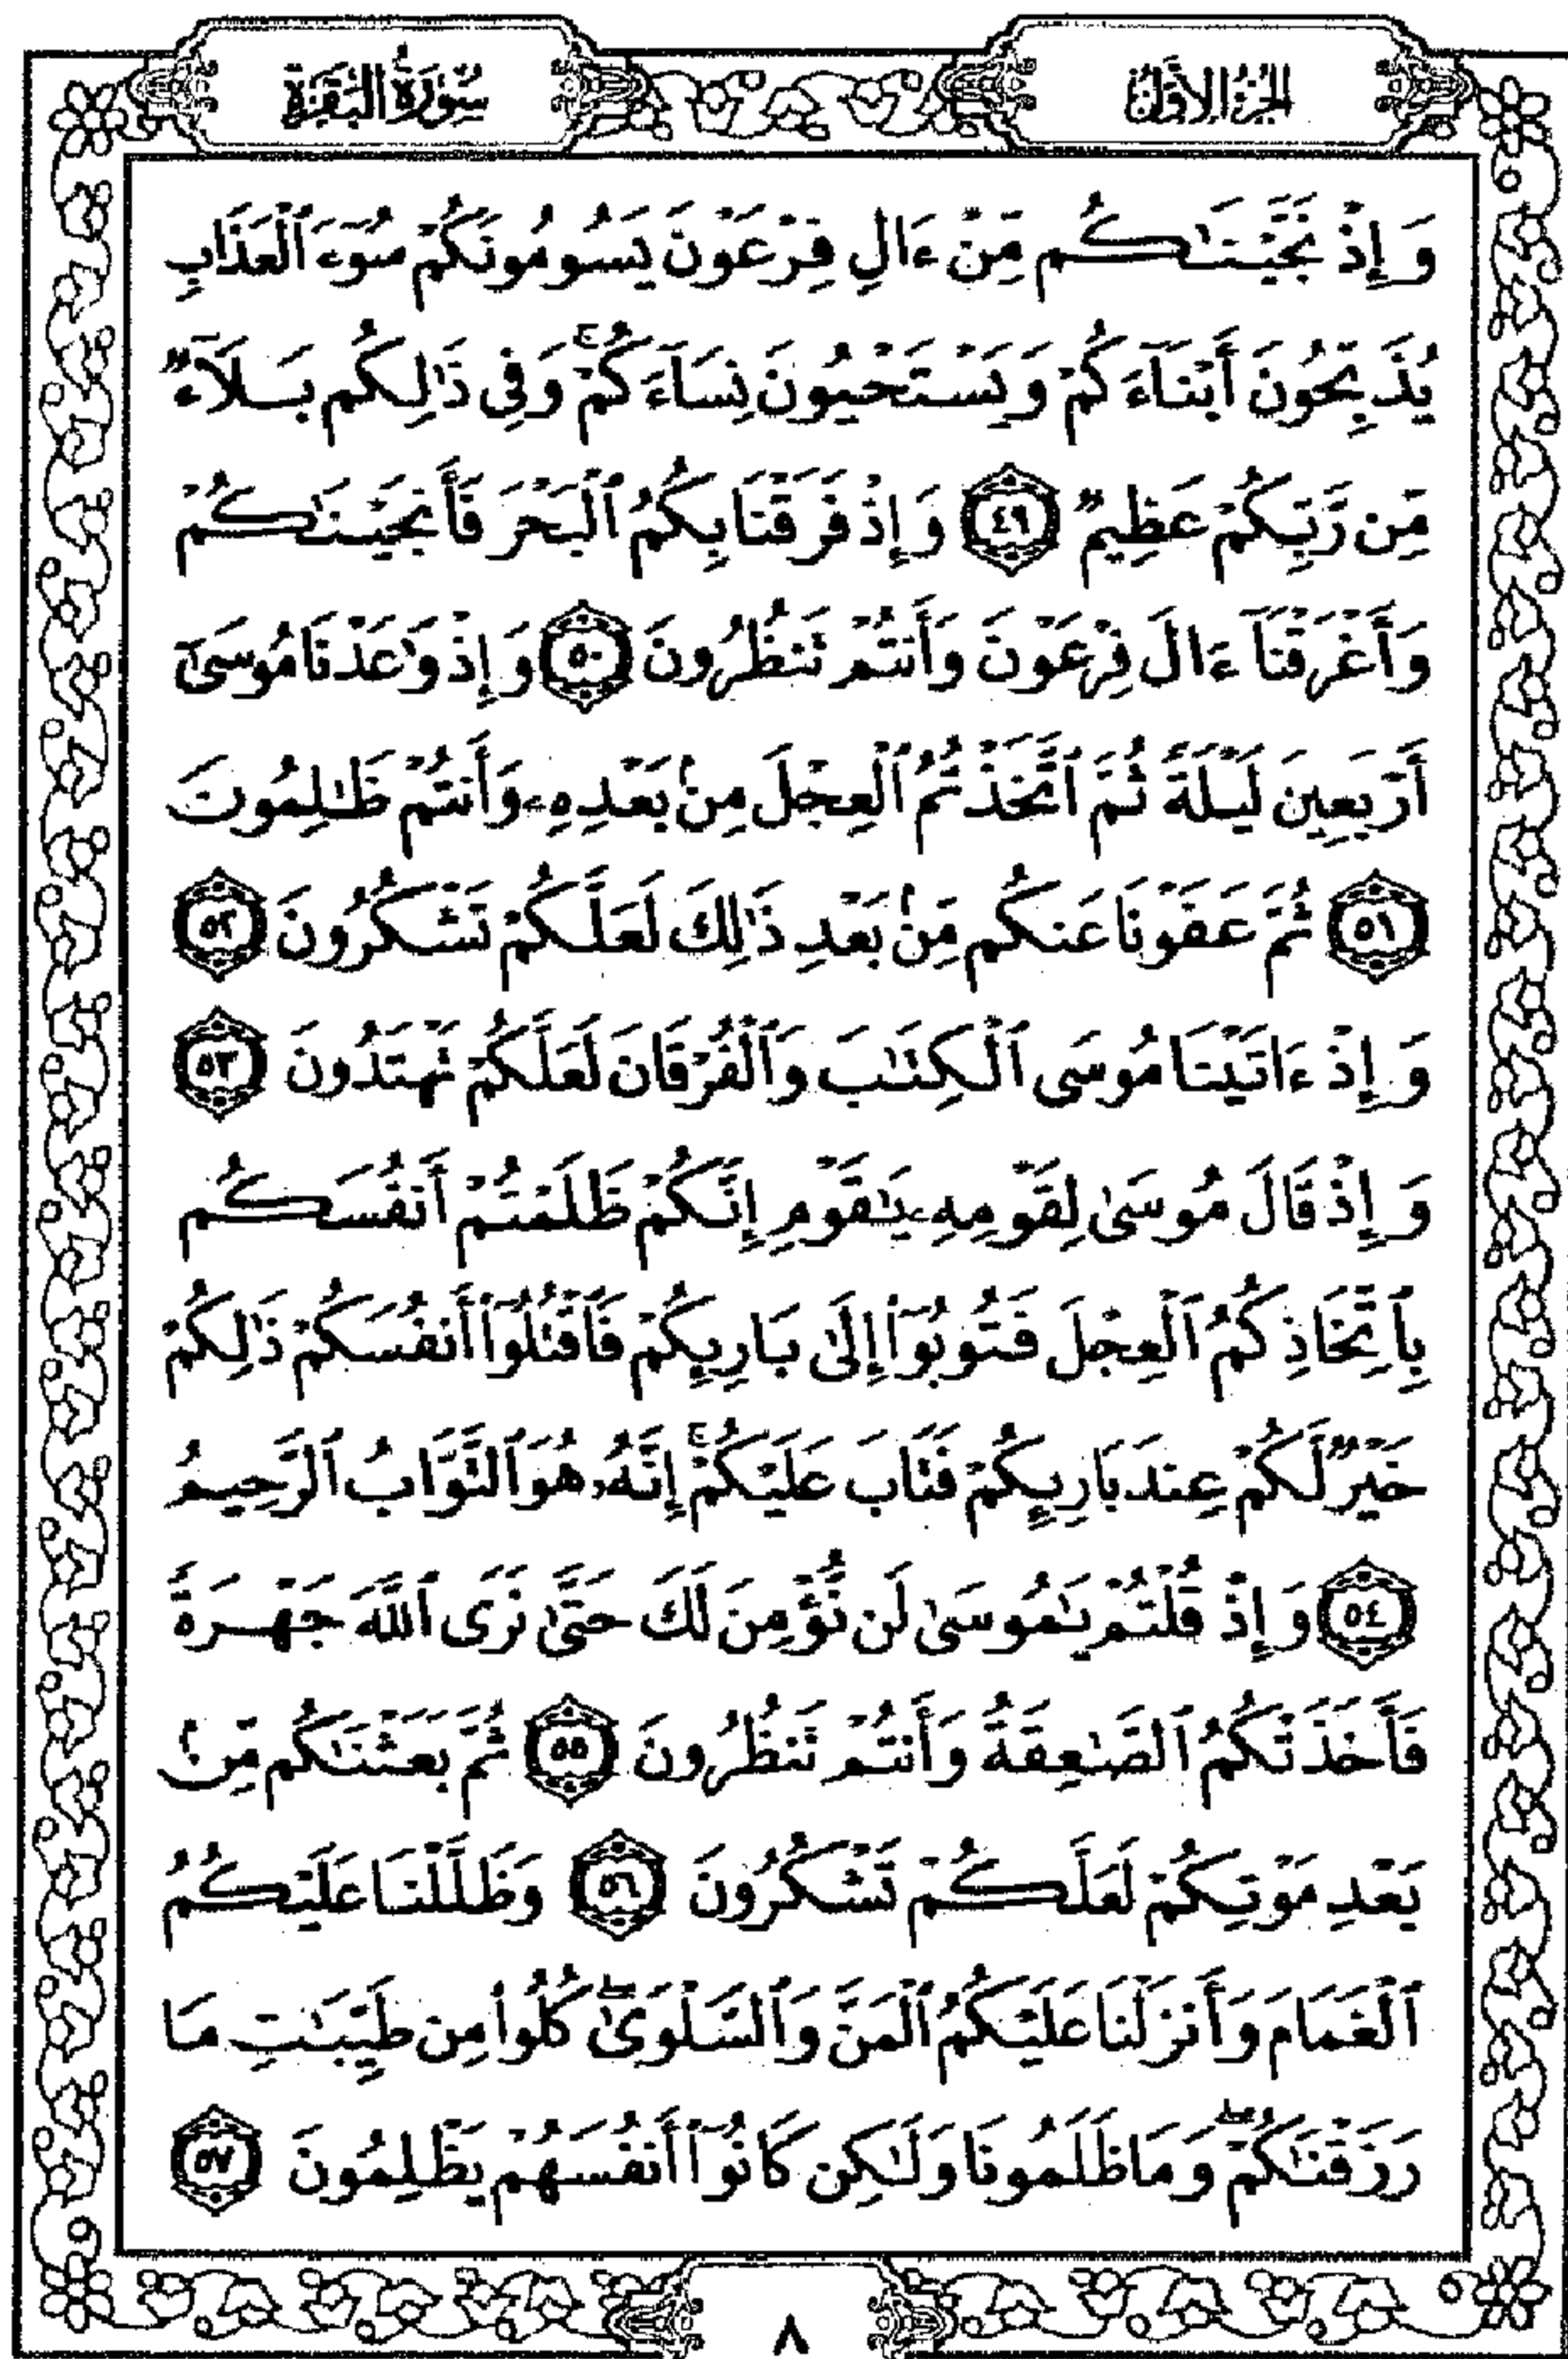 الجزء الأول
سورة البقرة
وَإِذْ نَجَّيْنَٰكُم مِّنْ ءَالِ فِرْعَوْنَ يَسُومُونَكُمْ سُوٓءَ ٱلْعَذَابِ
يُذَبِّحُونَ أَبْنَآءَكُمْ وَيَسْتَحْيُونَ نِسَآءَكُمْ ۚ وَفِى ذَٰلِكُم بَلَآءٌ
مِّن رَّبِّكُمْ عَظِيمٌ ٤٩ وَإِذْ فَرَقْنَا بِكُمُ ٱلْبَحْرَ فَأَنجَيْنَٰكُمْ
وَأَغْرَقْنَآ ءَالَ فِرْعَوْنَ وَأَنتُمْ تَنظُرُونَ ٥٠ وَإِذْ وَٰعَدْنَا مُوسَىٰٓ
أَرْبَعِينَ لَيْلَةً ثُمَّ ٱتَّخَذْتُمُ ٱلْعِجْلَ مِنۢ بَعْدِهِۦ وَأَنتُمْ ظَٰلِمُونَ
٥١ ثُمَّ عَفَوْنَا عَنكُم مِّنۢ بَعْدِ ذَٰلِكَ لَعَلَّكُمْ تَشْكُرُونَ ٥٢
وَإِذْ ءَاتَيْنَا مُوسَى ٱلْكِتَٰبَ وَٱلْفُرْقَانَ لَعَلَّكُمْ تَهْتَدُونَ ٥٣
وَإِذْ قَالَ مُوسَىٰ لِقَوْمِهِۦ يَٰقَوْمِ إِنَّكُمْ ظَلَمْتُمْ أَنفُسَكُم
بِٱتِّخَاذِكُمُ ٱلْعِجْلَ فَتُوبُوٓا۟ إِلَىٰ بَارِئِكُمْ فَٱقْتُلُوٓا۟ أَنفُسَكُمْ ذَٰلِكُمْ
خَيْرٌ لَّكُمْ عِندَ بَارِئِكُمْ فَتَابَ عَلَيْكُمْ ۚ إِنَّهُۥ هُوَ ٱلتَّوَّابُ ٱلرَّحِيمُ
٥٤ وَإِذْ قُلْتُمْ يَٰمُوسَىٰ لَن نُّؤْمِنَ لَكَ حَتَّىٰ نَرَى ٱللَّهَ جَهْرَةً
فَأَخَذَتْكُمُ ٱلصَّٰعِقَةُ وَأَنتُمْ تَنظُرُونَ ٥٥ ثُمَّ بَعَثْنَٰكُم مِّنۢ
بَعْدِ مَوْتِكُمْ لَعَلَّكُمْ تَشْكُرُونَ ٥٦ وَظَلَّلْنَا عَلَيْكُمُ
ٱلْغَمَامَ وَأَنزَلْنَا عَلَيْكُمُ ٱلْمَنَّ وَٱلسَّلْوَىٰ ۖ كُلُوا۟ مِن طَيِّبَٰتِ مَا
رَزَقْنَٰكُمْ ۖ وَمَا ظَلَمُونَا وَلَٰكِن كَانُوٓا۟ أَنفُسَهُمْ يَظْلِمُونَ ٥٧
٨